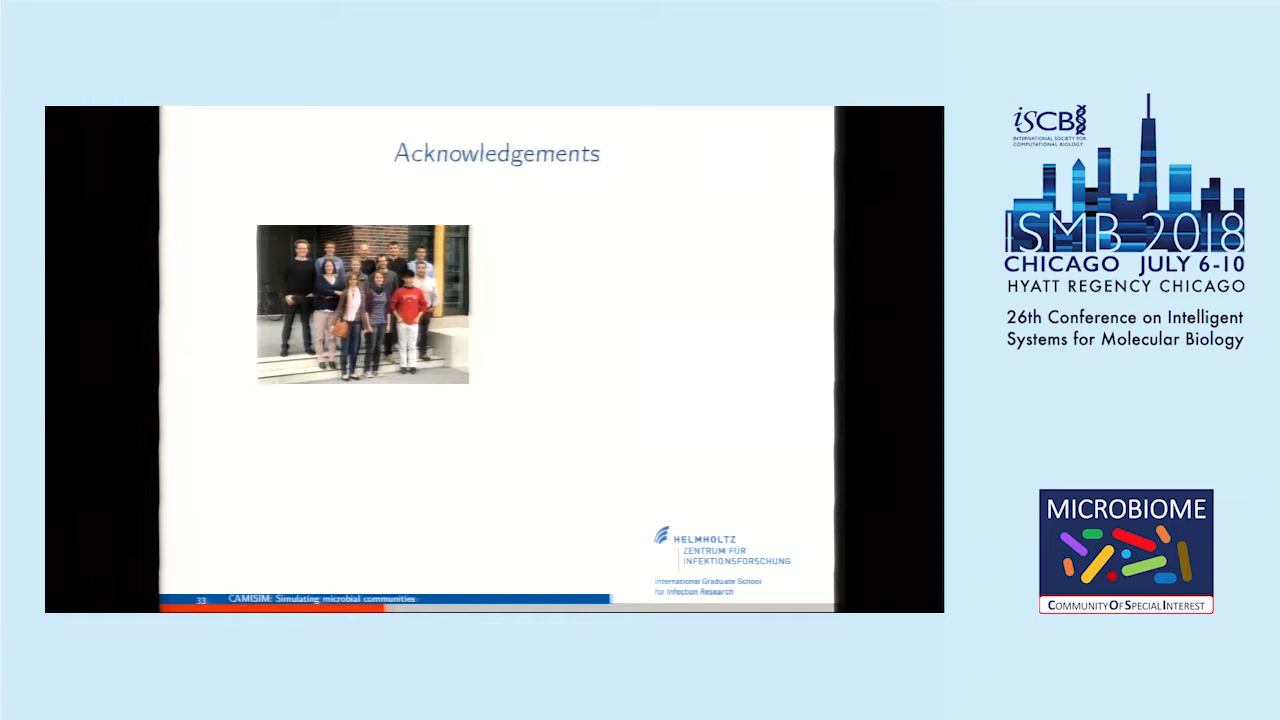 Acknowledgements
HELMHOLTZ
ZENTRUM FÜR
INFEKTIONSFORSCHUNG
International Graduate School
for Infection Research
33 CAMISIM: Simulating microbial communities
iSCB
INTERNATIONAL SOCIETY FOR
COMPUTATIONAL BIOLOGY
ISMB 2018
CHICAGO JULY 6-10
HYATT REGENCY CHICAGO
26th Conference on Intelligent
Systems for Molecular Biology
MICROBIOME
COMMUNITY OF SPECIAL INTEREST